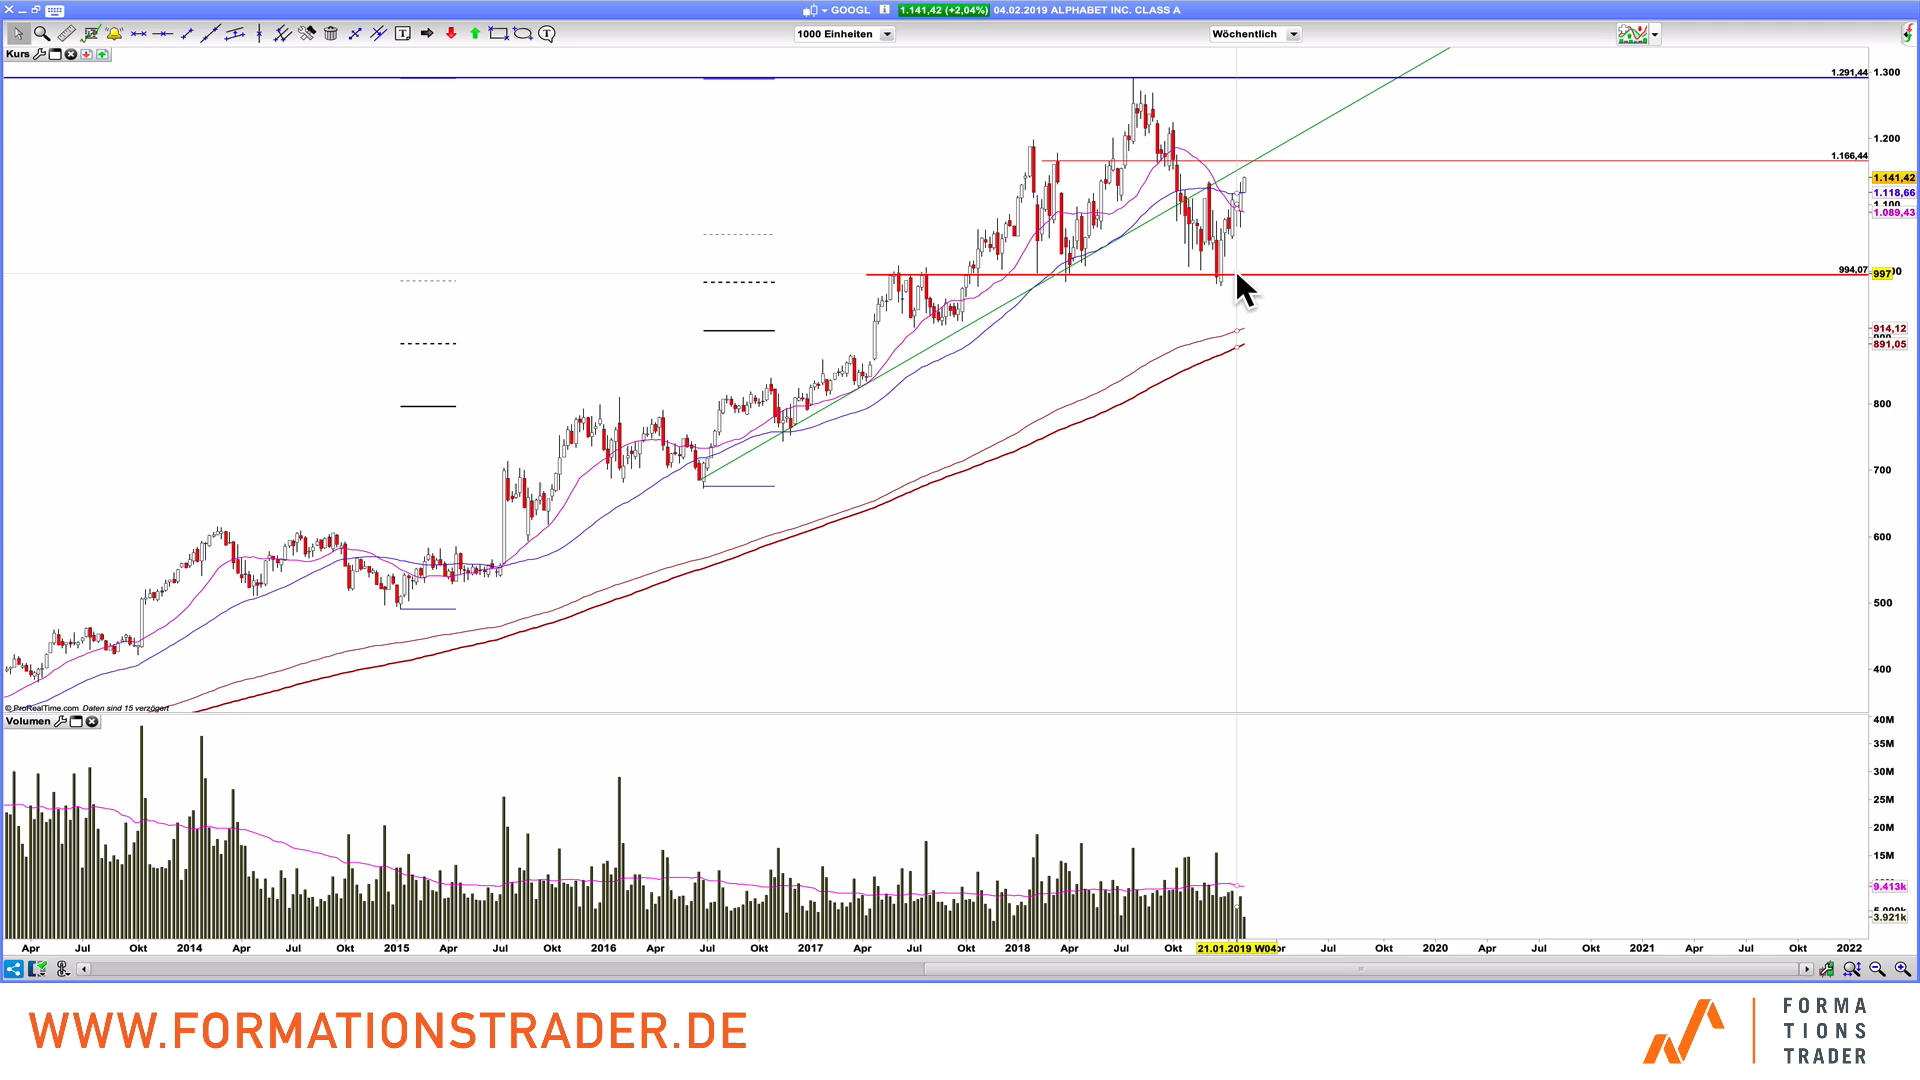 GOOGL 1.141,42 (+2,04%) 04.02.2019 ALPHABET INC. CLASS A
1000 Einheiten
Wöchentlich
Kurs
1.291,44
1.300
1.200
1.166,44
1.141,42
1.118,66
1.100
1.089,43
994,07
997
914,12
891,05
800
700
600
500
400
© ProRealTime.com Daten sind 15 verzögert
Volumen
40M
35M
30M
25M
20M
15M
9.413k
3.921k
Apr Jul Okt 2014 Apr Jul Okt 2015 Apr Jul Okt 2016 Apr Jul Okt 2017 Apr Jul Okt 2018 Apr Jul Okt 21.01.2019 W04 Jul Okt 2020 Apr Jul Okt 2021 Apr Jul Okt 2022
WWW.FORMATIONSTRADER.DE
FORMA
TIONS
TRADER